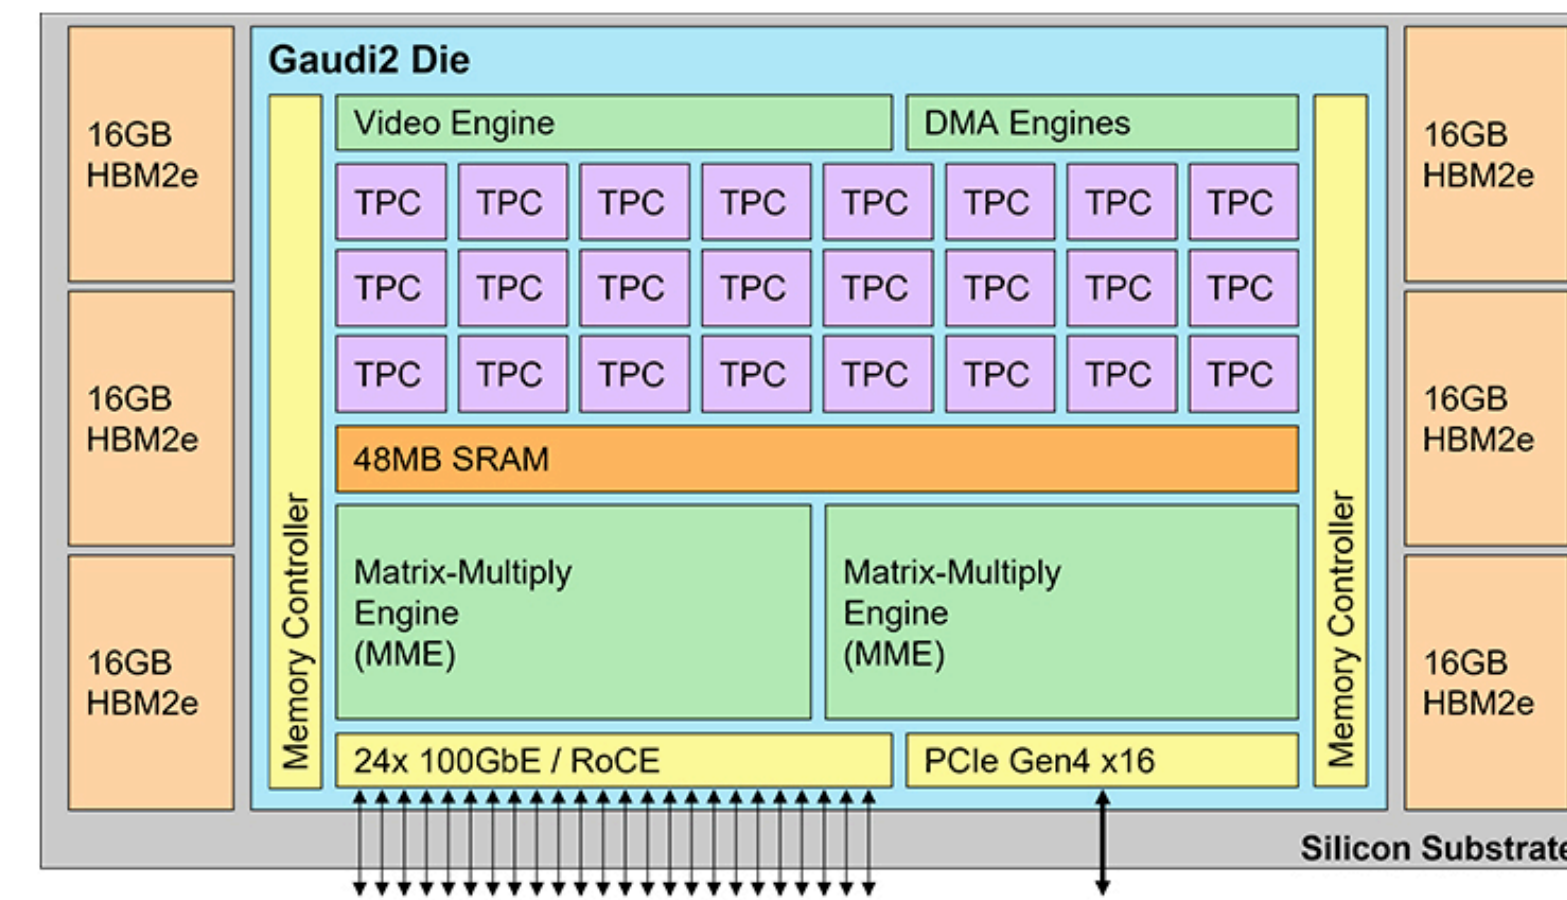 Gaudi2 Die
16GB
HBM2e
16GB
HBM2e
16GB
HBM2e
Memory Controller
Video Engine
DMA Engines
TPC TPC TPC TPC TPC TPC TPC TPC
TPC TPC TPC TPC TPC TPC TPC TPC
TPC TPC TPC TPC TPC TPC TPC TPC
48MB SRAM
Matrix-Multiply
Engine
(MME)
Matrix-Multiply
Engine
(MME)
24x 100GbE / RoCE
PCIe Gen4 x16
Memory Controller
16GB
HBM2e
16GB
HBM2e
16GB
HBM2e
Silicon Substrate